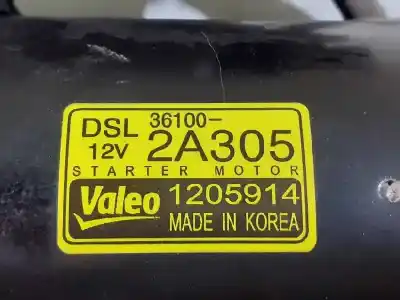 DSL 36100-
12V 2A305
STARTER MOTOR
Valeo 1205914
MADE IN KOREA